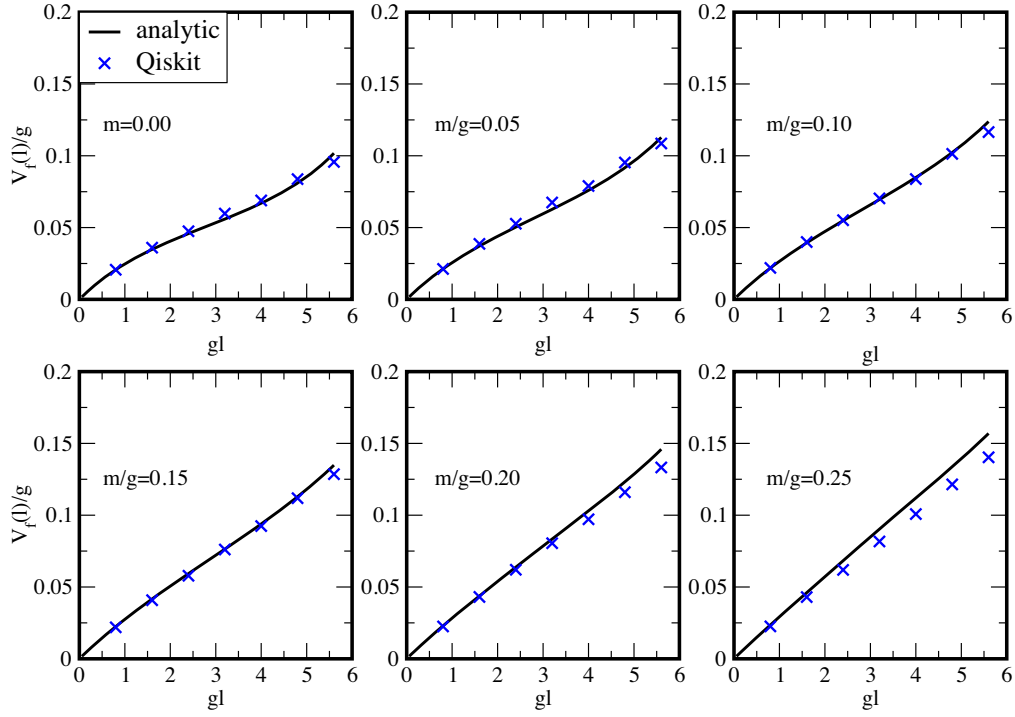 analytic
Qiskit
V_f(l)/g
0.2
0.15
0.1
0.05
0
m=0.00
0 1 2 3 4 5 6
gl
0.2
0.15
0.1
0.05
0
m/g=0.05
0 1 2 3 4 5 6
gl
0.2
0.15
0.1
0.05
0
m/g=0.10
0 1 2 3 4 5 6
gl
V_f(l)/g
0.2
0.15
0.1
0.05
0
m/g=0.15
0 1 2 3 4 5 6
gl
0.2
0.15
0.1
0.05
0
m/g=0.20
0 1 2 3 4 5 6
gl
0.2
0.15
0.1
0.05
0
m/g=0.25
0 1 2 3 4 5 6
gl